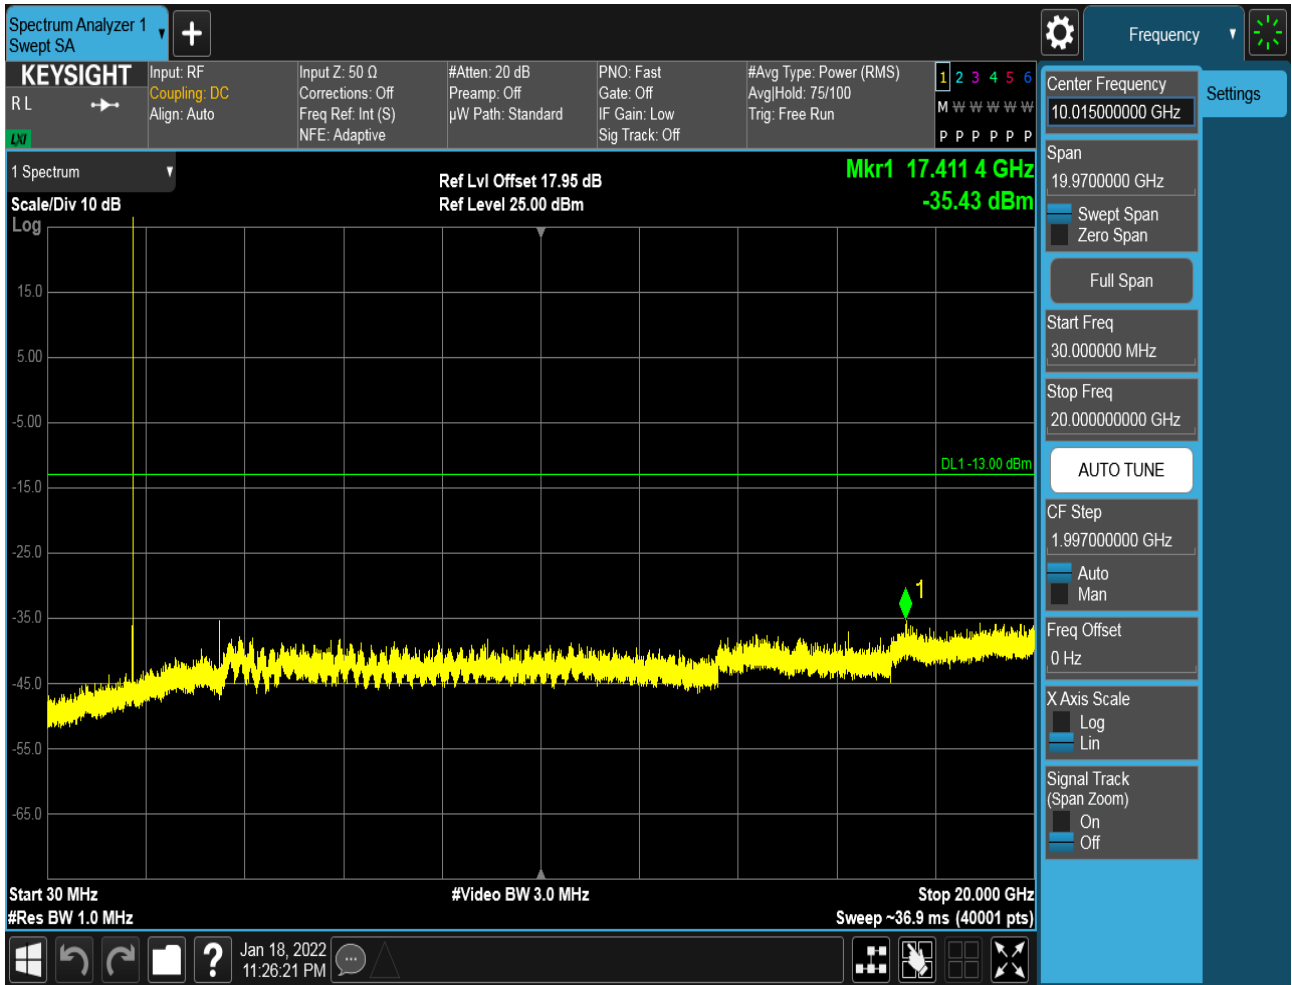 Spectrum Analyzer 1
Swept SA
Frequency
KEYSIGHT
R L
LXI
Input: RF
Coupling: DC
Align: Auto
Input Z: 50 Ω
Corrections: Off
Freq Ref: Int (S)
NFE: Adaptive
#Atten: 20 dB
Preamp: Off
µW Path: Standard
PNO: Fast
Gate: Off
IF Gain: Low
Sig Track: Off
#Avg Type: Power (RMS)
Avg|Hold: 75/100
Trig: Free Run
1 2 3 4 5 6
M W W W W W
P P P P P P
1 Spectrum
Scale/Div 10 dB
Log
Ref Lvl Offset 17.95 dB
Ref Level 25.00 dBm
Mkr1 17.411 4 GHz
-35.43 dBm
15.0
5.00
-5.00
DL1 -13.00 dBm
-15.0
-25.0
1
-35.0
-45.0
-55.0
-65.0
Start 30 MHz
#Res BW 1.0 MHz
#Video BW 3.0 MHz
Stop 20.000 GHz
Sweep ~36.9 ms (40001 pts)
Center Frequency
10.015000000 GHz
Settings
Span
19.9700000 GHz
Swept Span
Zero Span
Full Span
Start Freq
30.000000 MHz
Stop Freq
20.000000000 GHz
AUTO TUNE
CF Step
1.997000000 GHz
Auto
Man
Freq Offset
0 Hz
X Axis Scale
Log
Lin
Signal Track
(Span Zoom)
On
Off
?
Jan 18, 2022
11:26:21 PM